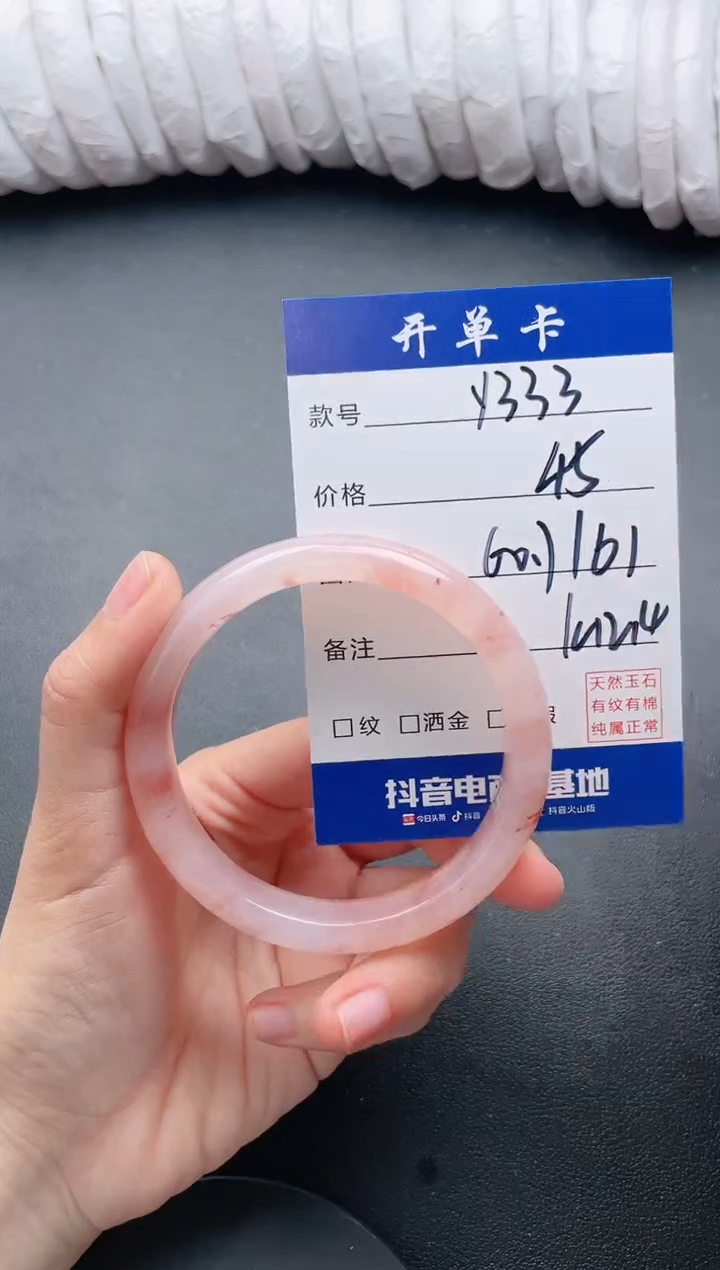 开单卡
款号 Y333
价格 45
60.7 161
备注
天然玉石
有纹有棉
纯属正常
□纹 □洒金 □
抖音电 基地
今日头条 抖音 抖音火山版